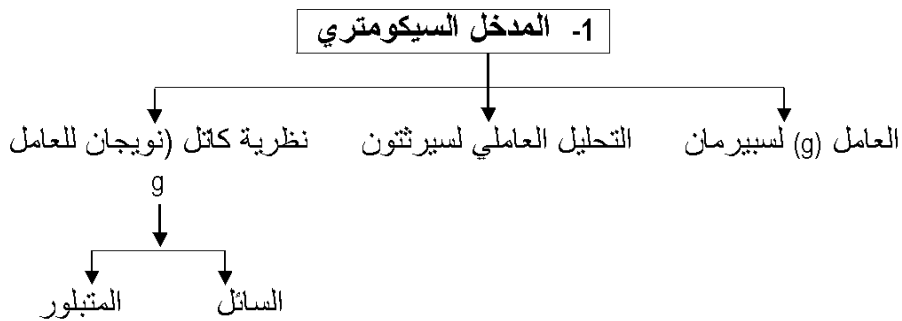 1- المدخل السيكومتري
العامل (g) لسبيرمان
التحليل العاملي لسيرثتون
نظرية كاتل (نويجان للعامل
g
السائل
المتبلور